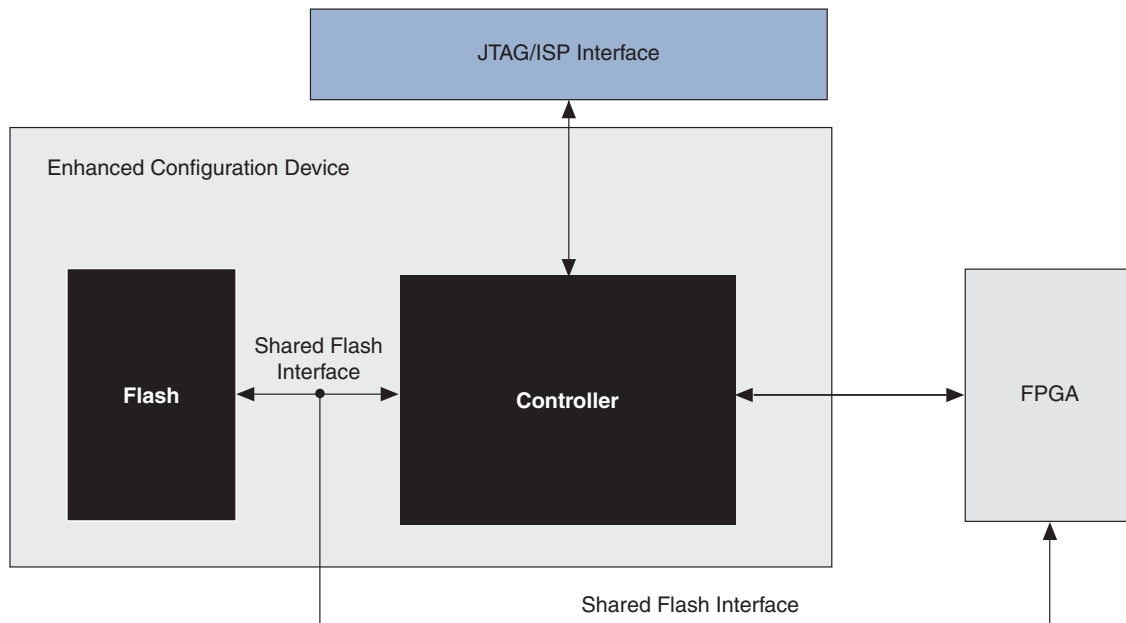 JTAG/ISP Interface
Enhanced Configuration Device
Shared Flash
Interface
Flash
Controller
FPGA
Shared Flash Interface